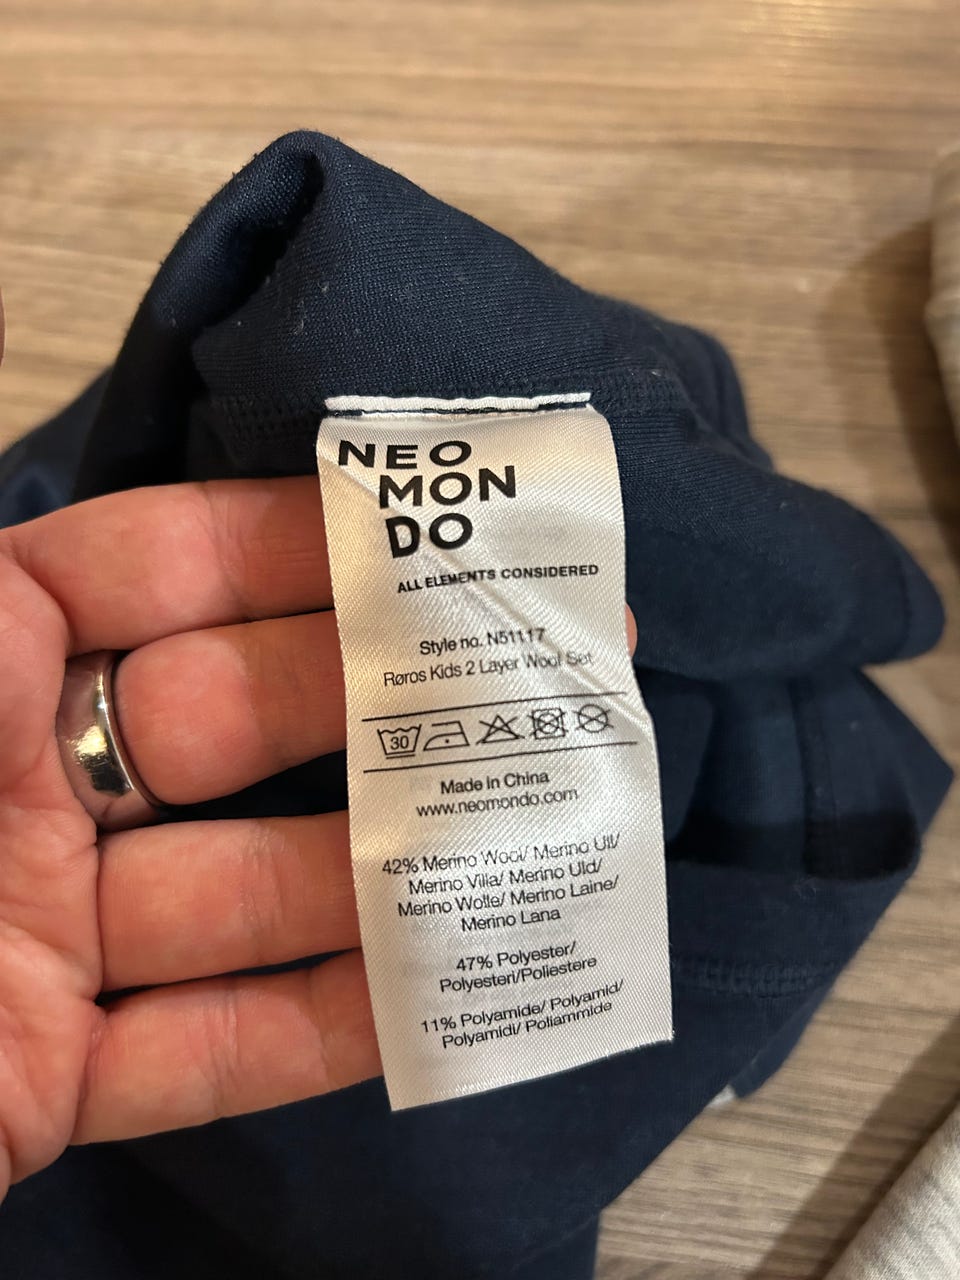 NEO
MON
DO
ALL ELEMENTS CONSIDERED
Style no. N51117
Røros Kids 2 Layer Wool Set
30
Made in China
www.neomondo.com
42% Merino Wool/ Merino Ull/
Merino Villa/ Merino Uld/
Merino Wolle/ Merino Laine/
Merino Lana
47% Polyester/
Polyesteri/Poliestere
11% Polyamide/ Polyamid/
Polyamidi/ Poliammide